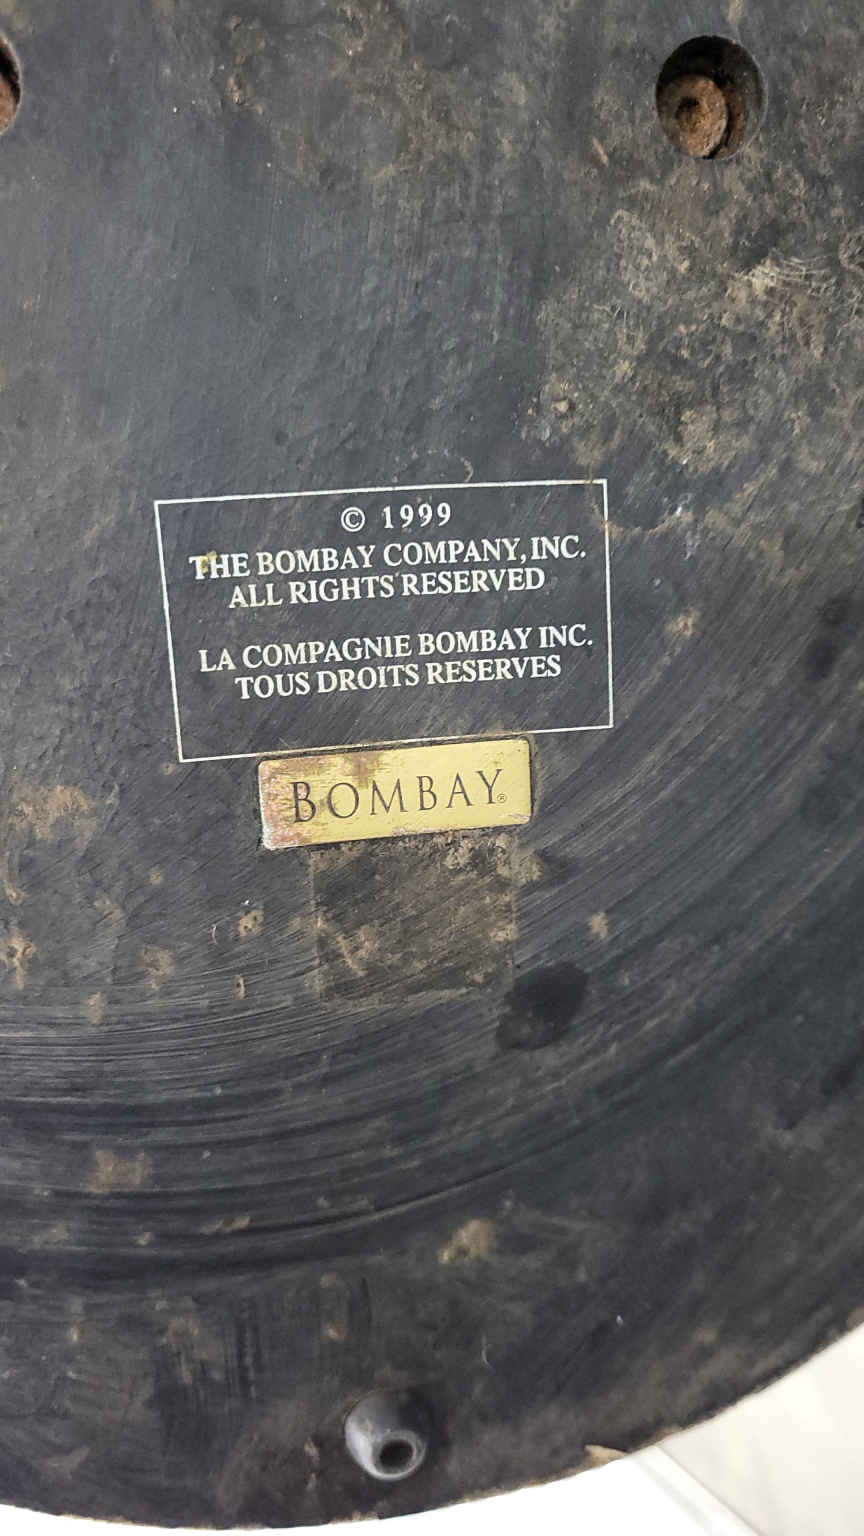 © 1999
THE BOMBAY COMPANY, INC.
ALL RIGHTS RESERVED
LA COMPAGNIE BOMBAY INC.
TOUS DROITS RESERVES
BOMBAY®